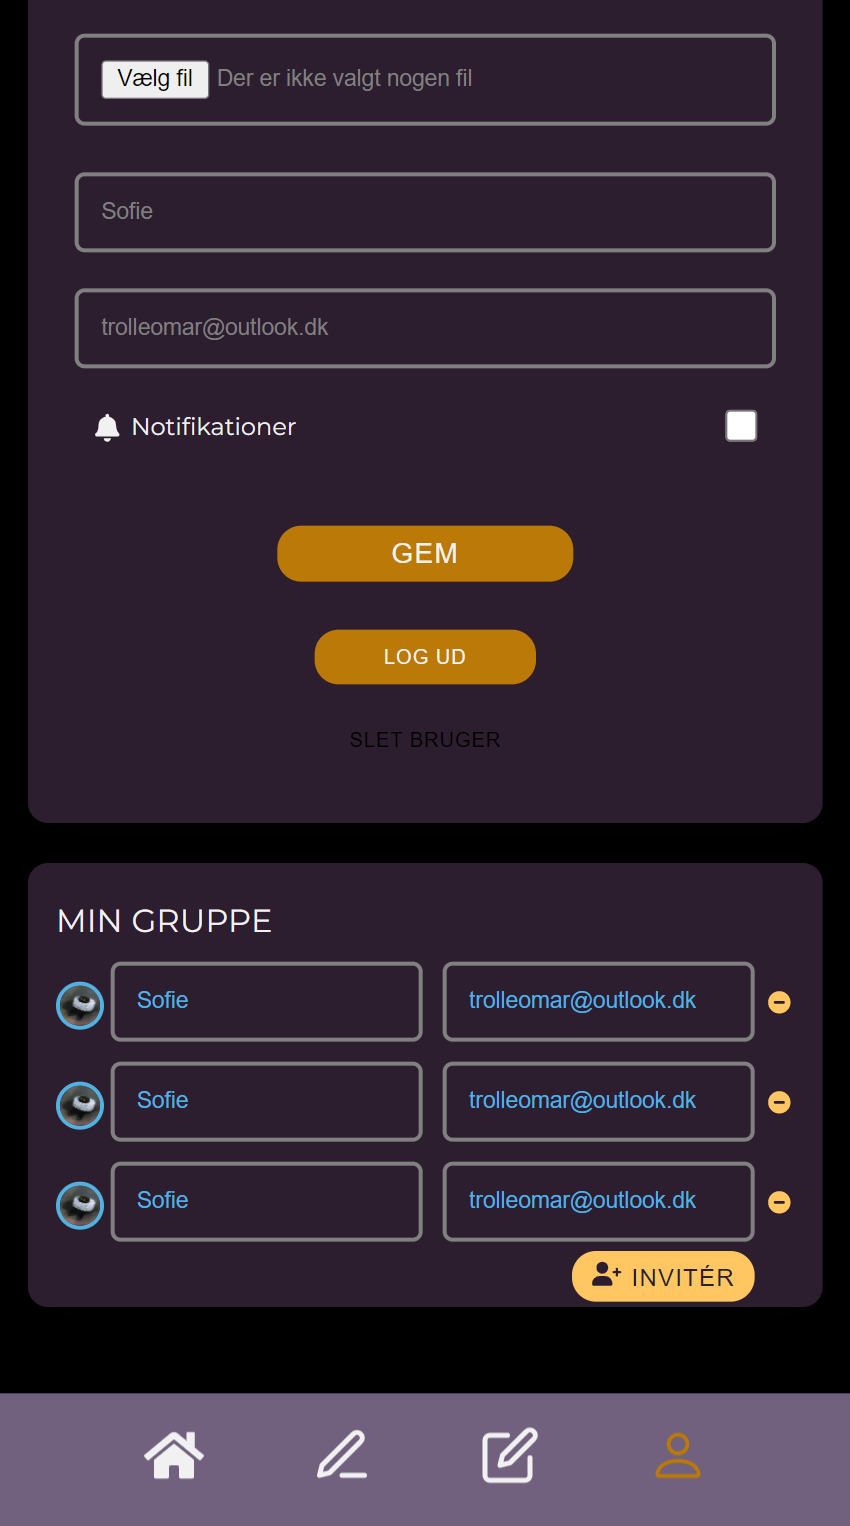 Vælg fil Der er ikke valgt nogen fil
Sofie
trolleomar@outlook.dk
Notifikationer
GEM
LOG UD
SLET BRUGER
MIN GRUPPE
Sofie trolleomar@outlook.dk
Sofie trolleomar@outlook.dk
Sofie trolleomar@outlook.dk
INVITÉR